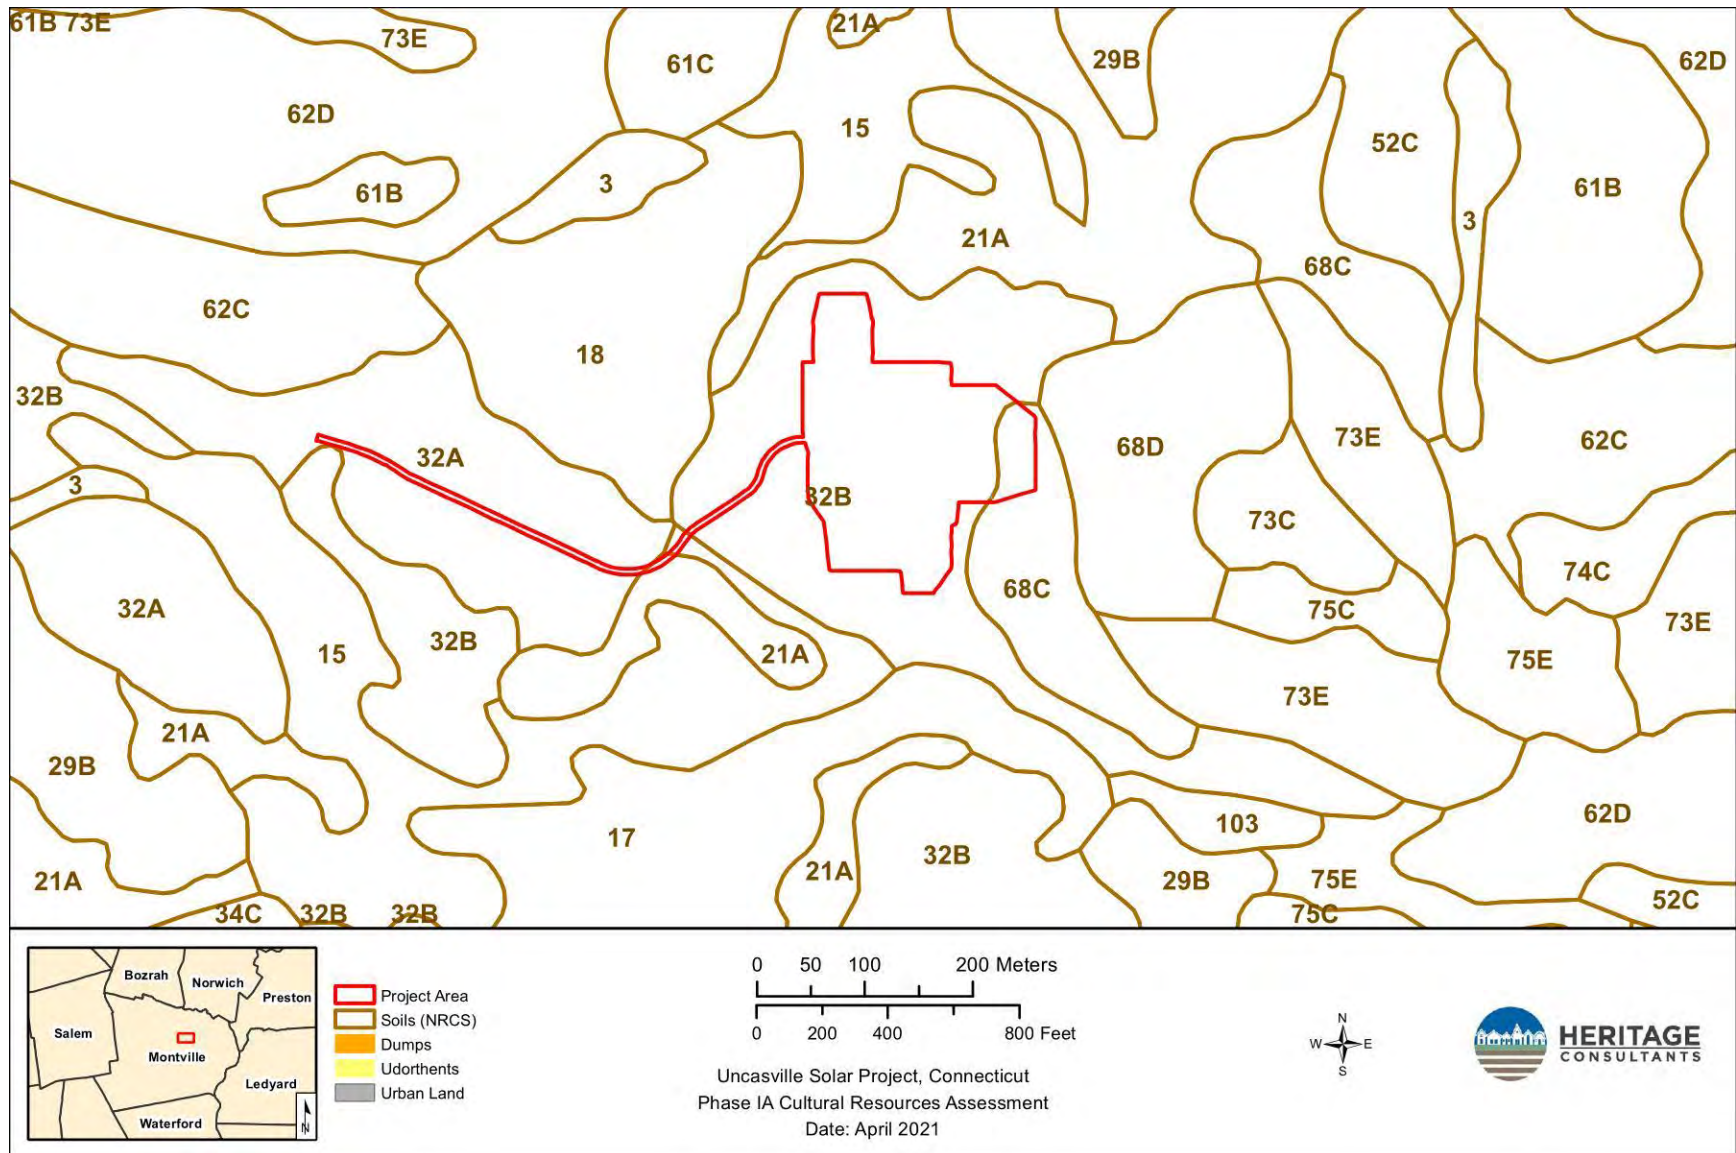 61B 73E
73E
61C
21A
29B
62D
62D
15
52C
61B
3
61B
3
21A
68C
62C
18
32B
32A
68D
73E
62C
3
32B
73C
74C
32A
15
32B
21A
68C
75C
73E
75E
73E
21A
29B
17
103
62D
21A
21A
32B
29B
75E
52C
34C
32B
32B
75C
Bozrah
Norwich
Preston
Salem
Montville
Ledyard
Waterford
N
Project Area
Soils (NRCS)
Dumps
Udorthents
Urban Land
0 50 100 200 Meters
0 200 400 800 Feet
Uncasville Solar Project, Connecticut
Phase IA Cultural Resources Assessment
Date: April 2021
N
W E
S
HERITAGE
CONSULTANTS